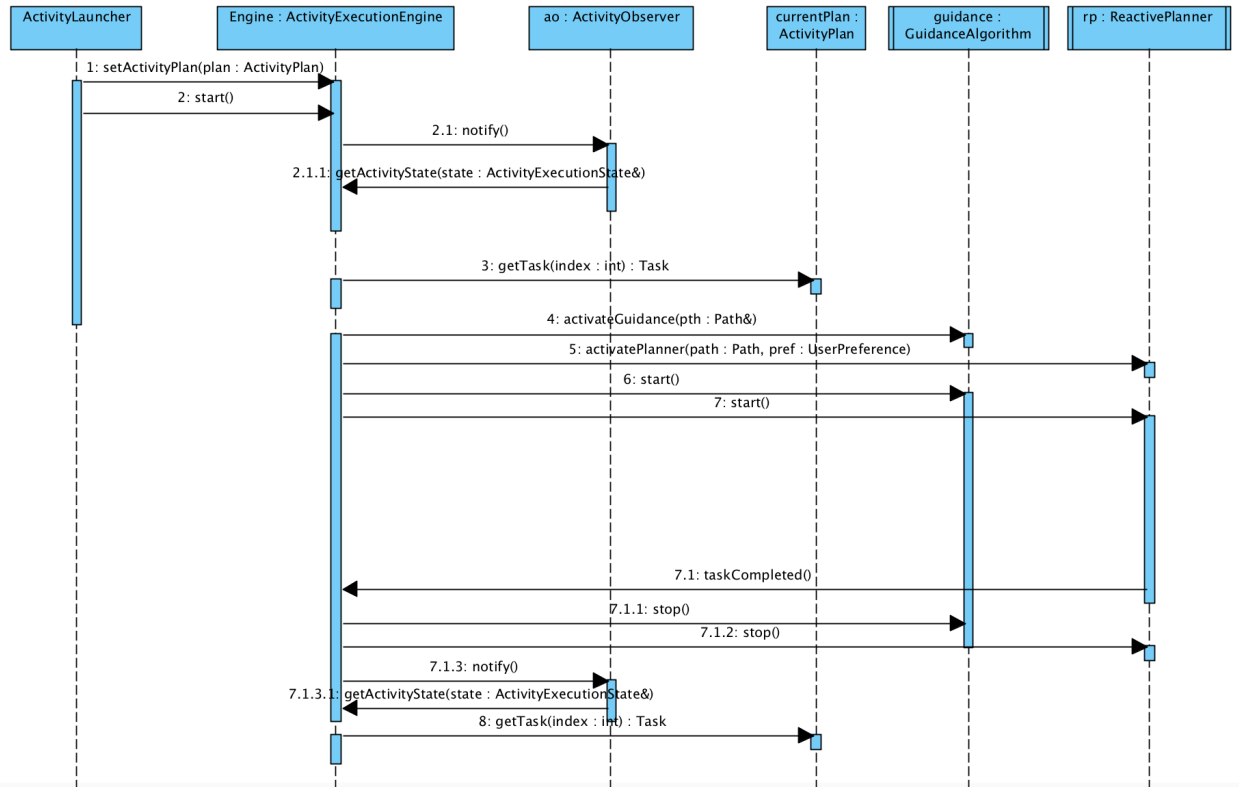 ActivityLauncher
Engine : ActivityExecutionEngine
ao : ActivityObserver
currentPlan :
ActivityPlan
guidance :
GuidanceAlgorithm
rp : ReactivePlanner
1: setActivityPlan(plan : ActivityPlan)
2: start()
2.1: notify()
2.1.1: getActivityState(state : ActivityExecutionState&)
3: getTask(index : int) : Task
4: activateGuidance(pth : Path&)
5: activatePlanner(path : Path, pref : UserPreference)
6: start()
7: start()
7.1: taskCompleted()
7.1.1: stop()
7.1.2: stop()
7.1.3: notify()
7.1.3.1: getActivityState(state : ActivityExecutionState&)
8: getTask(index : int) : Task